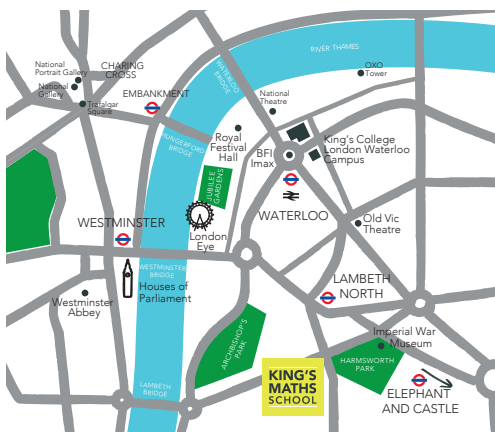 RIVER THAMES
National
Portrait Gallery
CHARING
CROSS
National
Gallery
Trafalgar
Square
EMBANKMENT
WATERLOO
BRIDGE
OXO
Tower
National
Theatre
HUNGERFORD
BRIDGE
Royal
Festival
Hall
BFI
Imax
King's College
London Waterloo
Campus
JUBILEE
GARDENS
WATERLOO
WESTMINSTER
London
Eye
Old Vic
Theatre
WESTMINSTER
BRIDGE
Houses of
Parliament
Westminster
Abbey
LAMBETH
NORTH
ARCHBISHOP'S
PARK
Imperial War
Museum
HARMSWORTH
PARK
KING'S
MATHS
SCHOOL
LAMBETH
BRIDGE
ELEPHANT
AND CASTLE